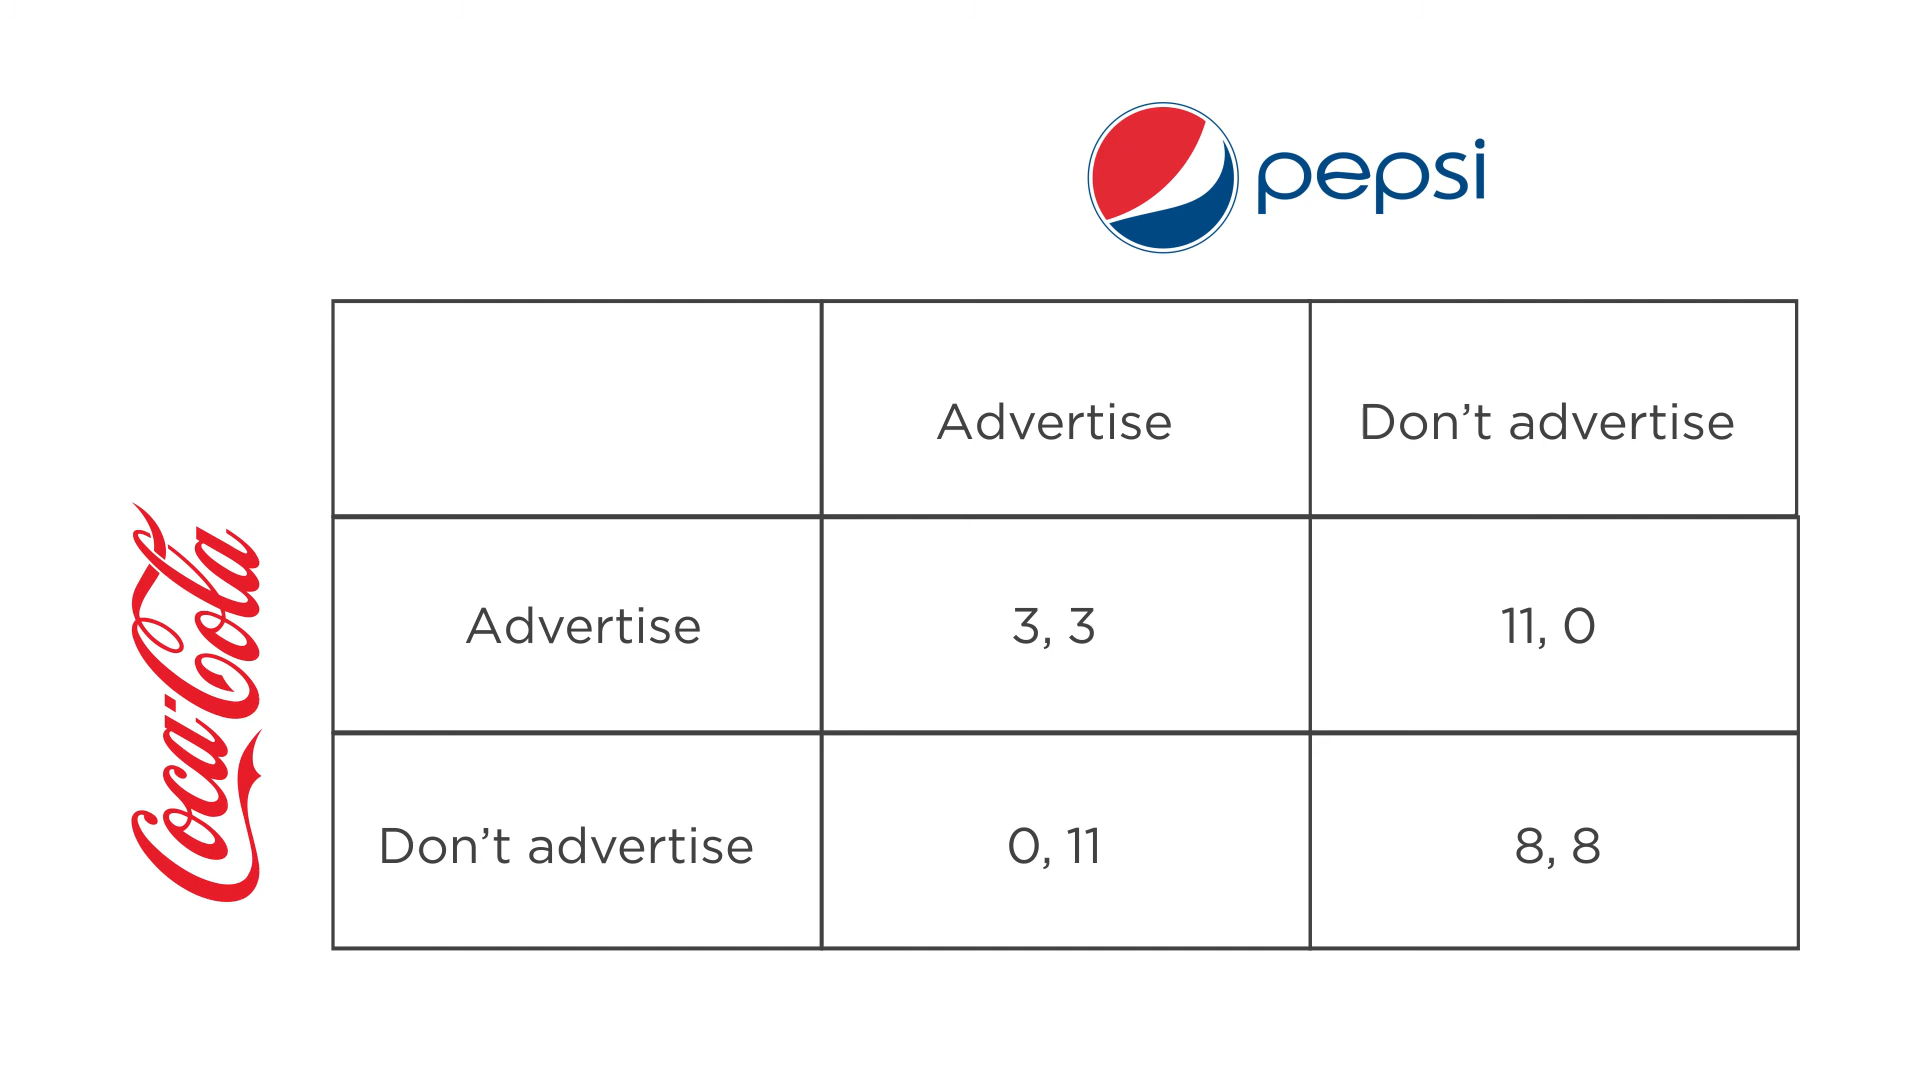 pepsi
Advertise Don’t advertise
Coca-Cola
Advertise 3, 3 11, 0
Don’t advertise 0, 11 8, 8